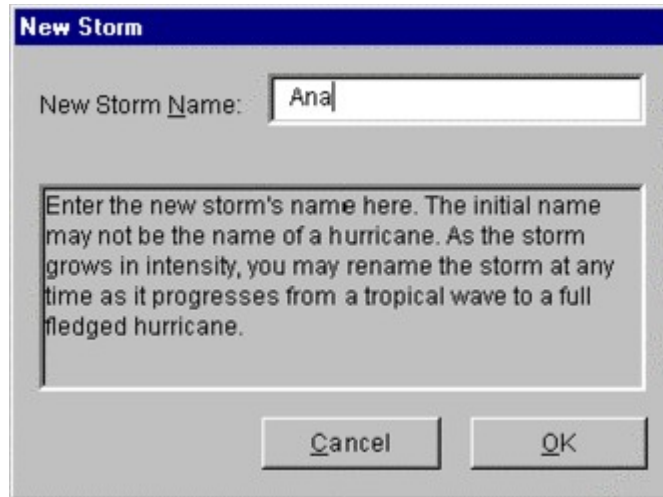 New Storm
New Storm Name: Ana
Enter the new storm's name here. The initial name
may not be the name of a hurricane. As the storm
grows in intensity, you may rename the storm at any
time as it progresses from a tropical wave to a full
fledged hurricane.
Cancel OK